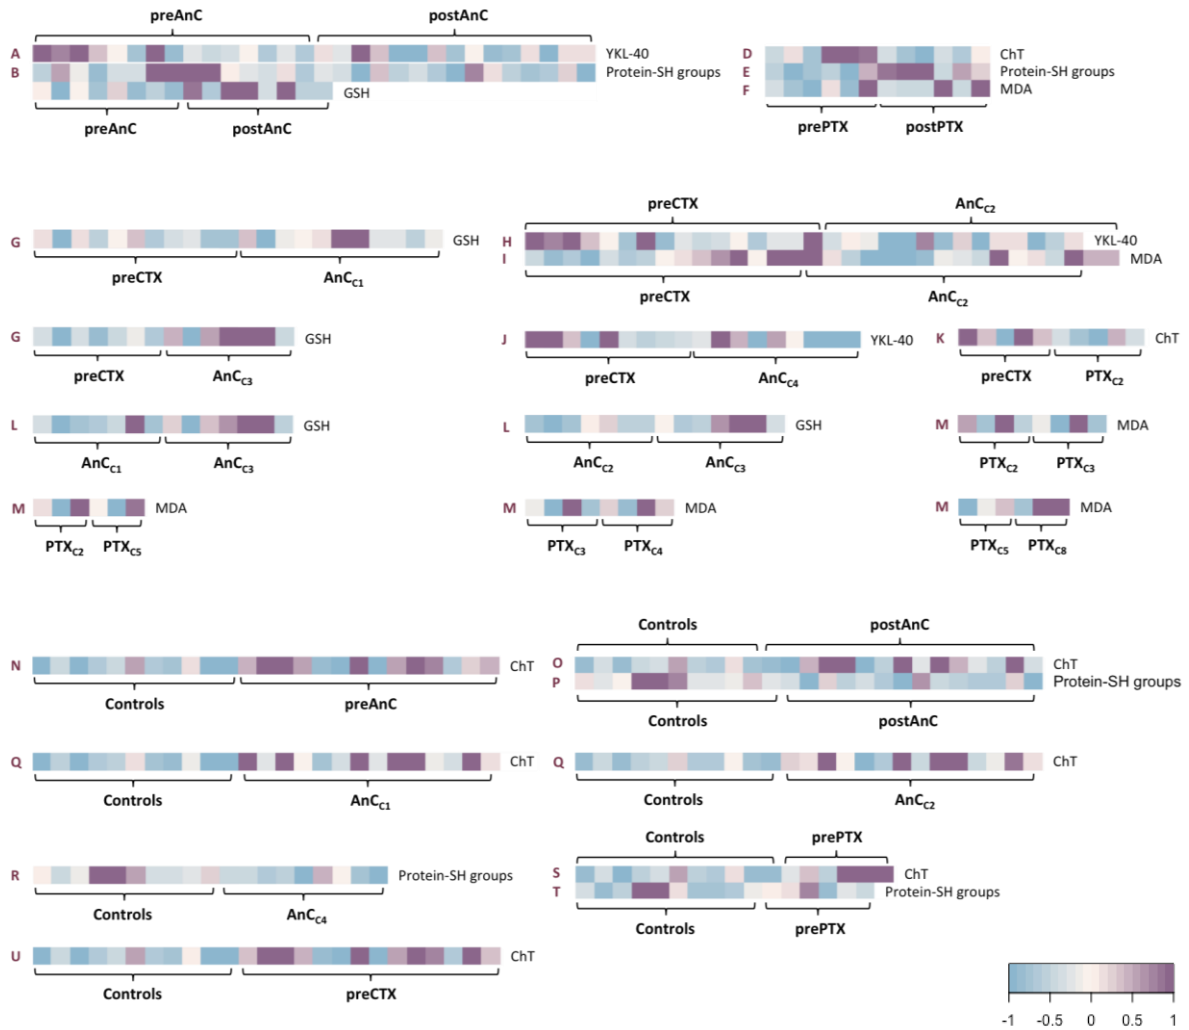 preAnC postAnC
A YKL-40
B Protein-SH groups
GSH
preAnC postAnC
D ChT
E Protein-SH groups
F MDA
prePTX postPTX
G GSH
preCTX AnCC1
preCTX AnCC2
H YKL-40
I MDA
preCTX AnCC2
G GSH
preCTX AnCC3
J YKL-40
preCTX AnCC4
K ChT
preCTX PTXC2
L GSH
AnCC1 AnCC3
L GSH
AnCC2 AnCC3
M MDA
PTXC2 PTXC3
M MDA
PTXC2 PTXC5
M MDA
PTXC3 PTXC4
M MDA
PTXC5 PTXC8
N ChT
Controls preAnC
Controls postAnC
O ChT
P Protein-SH groups
Controls postAnC
Q ChT
Controls AnCC1
Q ChT
Controls AnCC2
R Protein-SH groups
Controls AnCC4
Controls prePTX
S ChT
T Protein-SH groups
Controls prePTX
U ChT
Controls preCTX
-1 -0.5 0 0.5 1